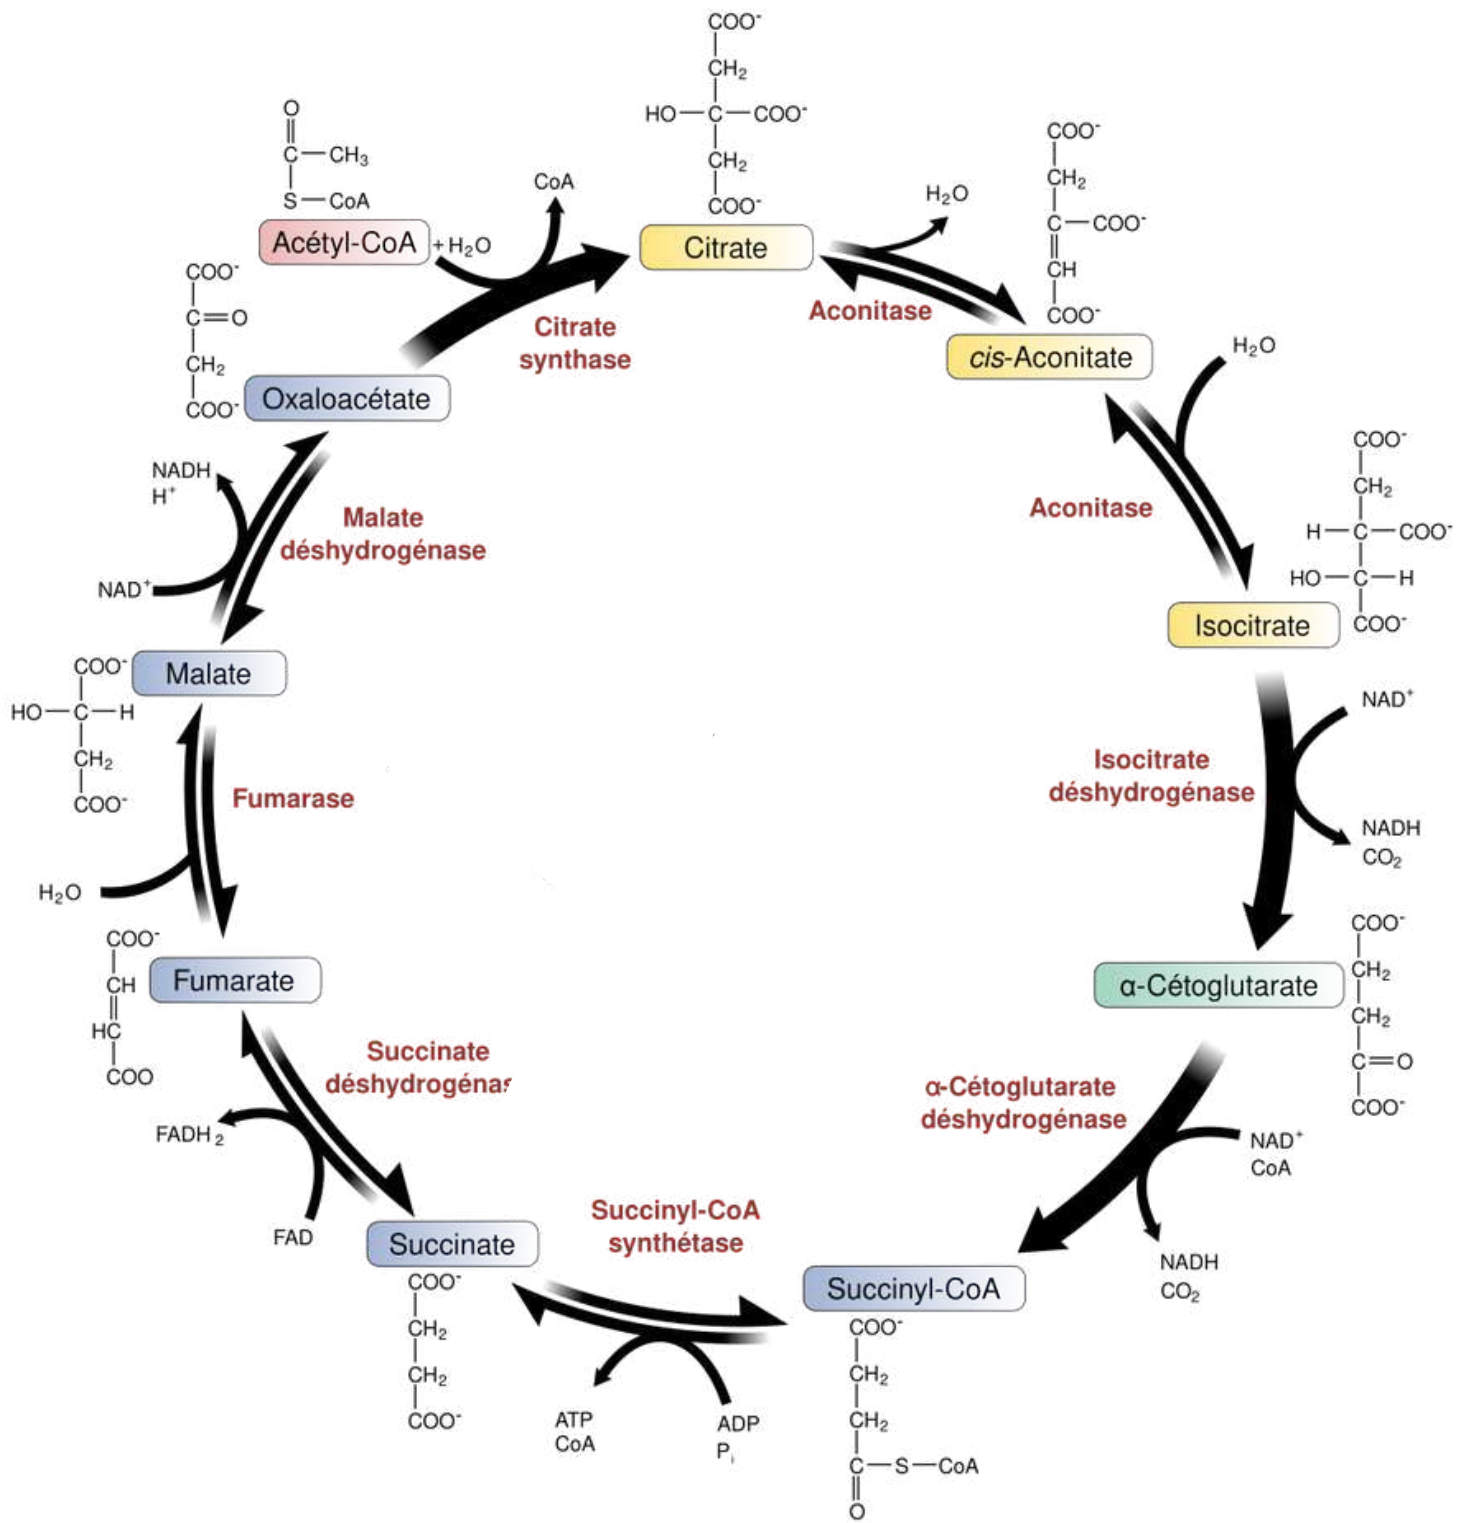 COO⁻
CH₂
HO—C—COO⁻
CH₂
COO⁻
Citrate
O
C—CH₃
S—CoA
Acétyl-CoA
+H₂O
CoA
Citrate
synthase
H₂O
Aconitase
COO⁻
CH₂
C—COO⁻
CH
COO⁻
cis-Aconitate
H₂O
Aconitase
COO⁻
CH₂
H—C—COO⁻
HO—C—H
COO⁻
Isocitrate
NAD⁺
Isocitrate
déshydrogénase
NADH
CO₂
COO⁻
CH₂
CH₂
C=O
COO⁻
α-Cétoglutarate
α-Cétoglutarate
déshydrogénase
NAD⁺
CoA
NADH
CO₂
Succinyl-CoA
COO⁻
CH₂
CH₂
C—S—CoA
O
Succinyl-CoA
synthétase
ADP
Pi
ATP
CoA
Succinate
COO⁻
CH₂
CH₂
COO⁻
Succinate
déshydrogénas
FAD
FADH₂
Fumarate
COO⁻
CH
HC
COO
Fumarase
H₂O
Malate
COO⁻
HO—C—H
CH₂
COO⁻
Malate
déshydrogénase
NAD⁺
NADH
H⁺
Oxaloacétate
COO⁻
C=O
CH₂
COO⁻